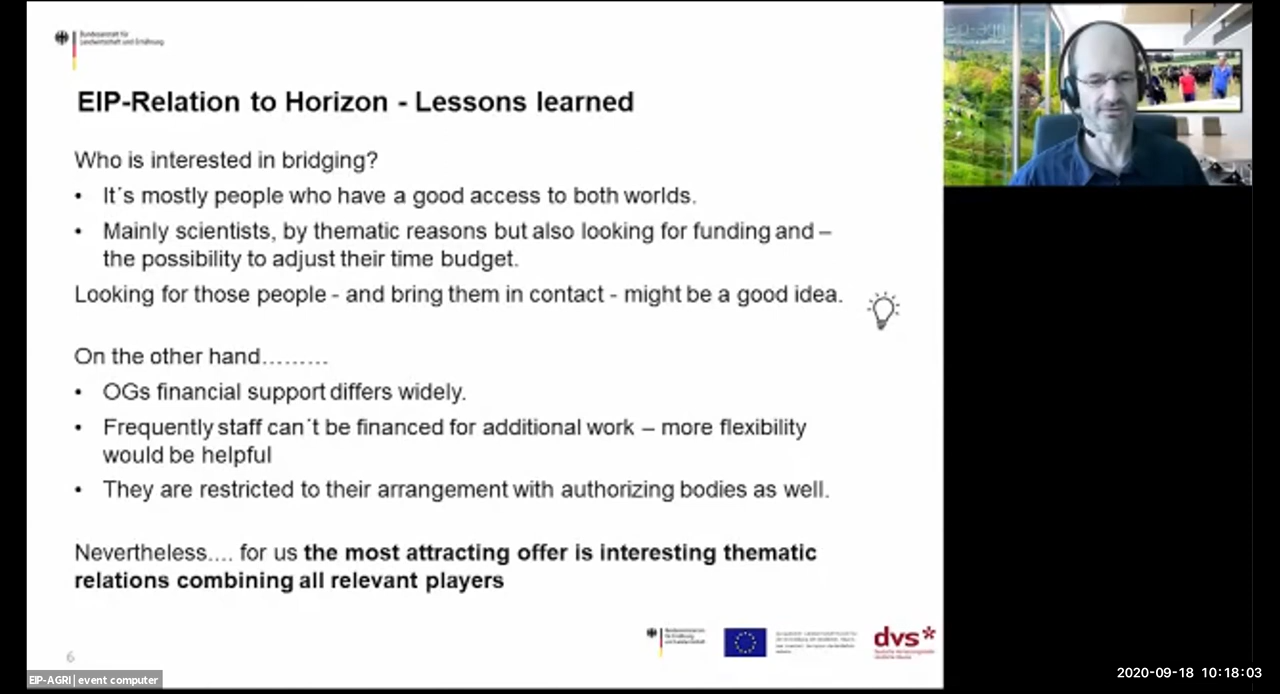 Bundesanstalt für
Landwirtschaft und Ernährung
EIP-Relation to Horizon - Lessons learned
Who is interested in bridging?
• It´s mostly people who have a good access to both worlds.
• Mainly scientists, by thematic reasons but also looking for funding and –
the possibility to adjust their time budget.
Looking for those people - and bring them in contact - might be a good idea.
On the other hand………
• OGs financial support differs widely.
• Frequently staff can´t be financed for additional work – more flexibility
would be helpful
• They are restricted to their arrangement with authorizing bodies as well.
Nevertheless…. for us the most attracting offer is interesting thematic
relations combining all relevant players
dvs*
6
EIP-AGRI | event computer
2020-09-18 10:18:03